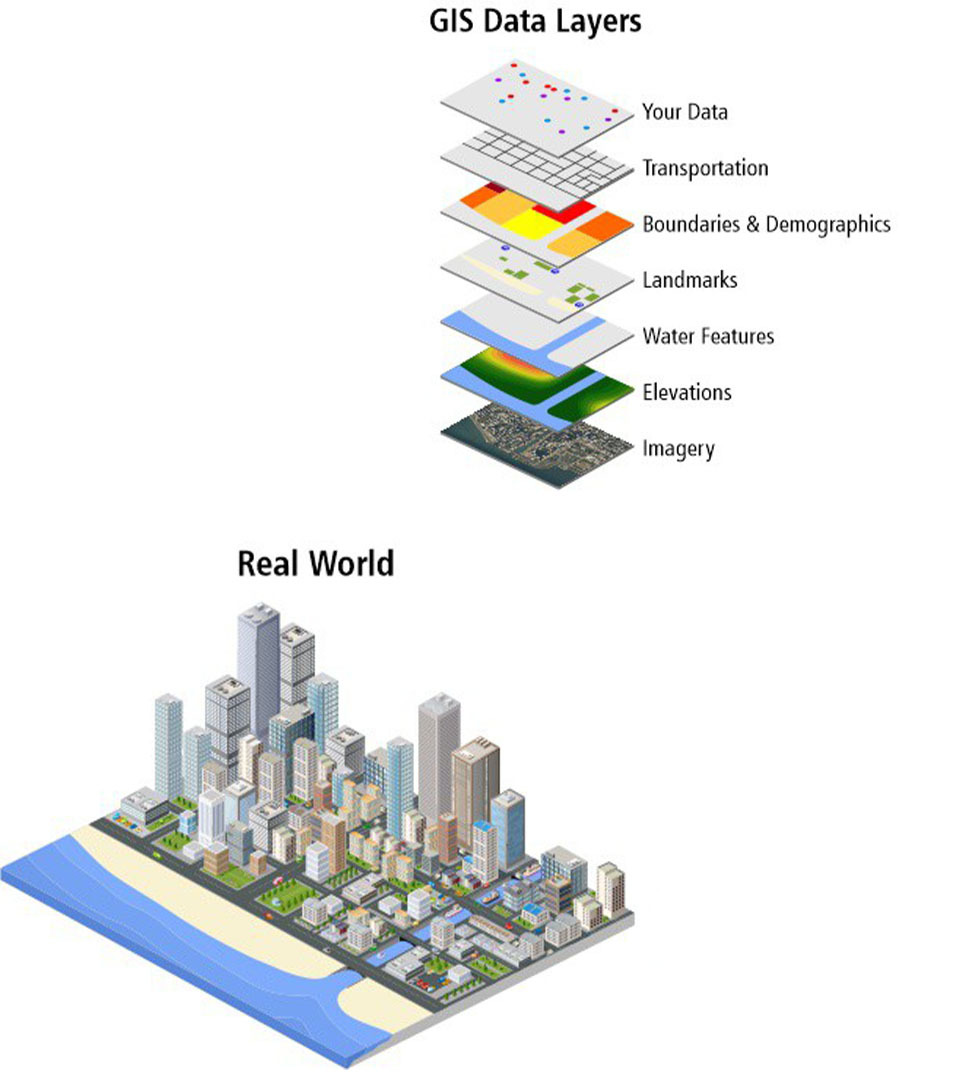 GIS Data Layers
Your Data
Transportation
Boundaries & Demographics
Landmarks
Water Features
Elevations
Imagery
Real World